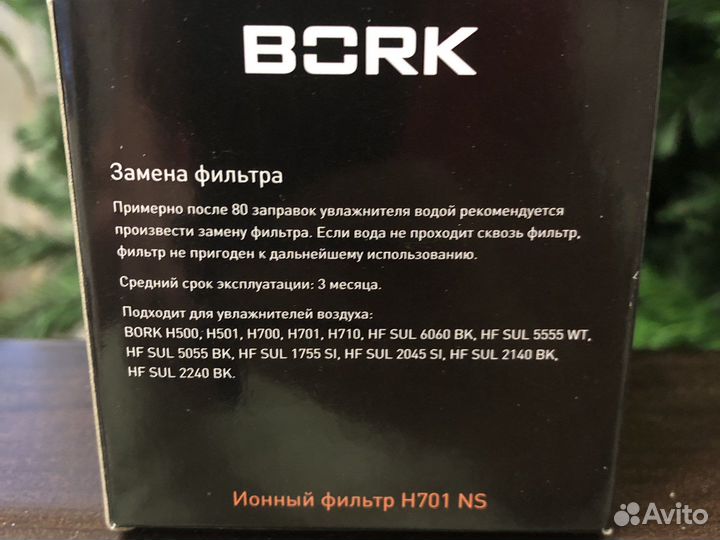 BORK
Замена фильтра
Примерно после 80 заправок увлажнителя водой рекомендуется
произвести замену фильтра. Если вода не проходит сквозь фильтр,
фильтр не пригоден к дальнейшему использованию.
Средний срок эксплуатации: 3 месяца.
Подходит для увлажнителей воздуха:
BORK H500, H501, H700, H701, H710, HF SUL 6060 BK, HF SUL 5555 WT,
HF SUL 5055 BK, HF SUL 1755 SI, HF SUL 2045 SI, HF SUL 2140 BK,
HF SUL 2240 BK.
Ионный фильтр H701 NS
Avito